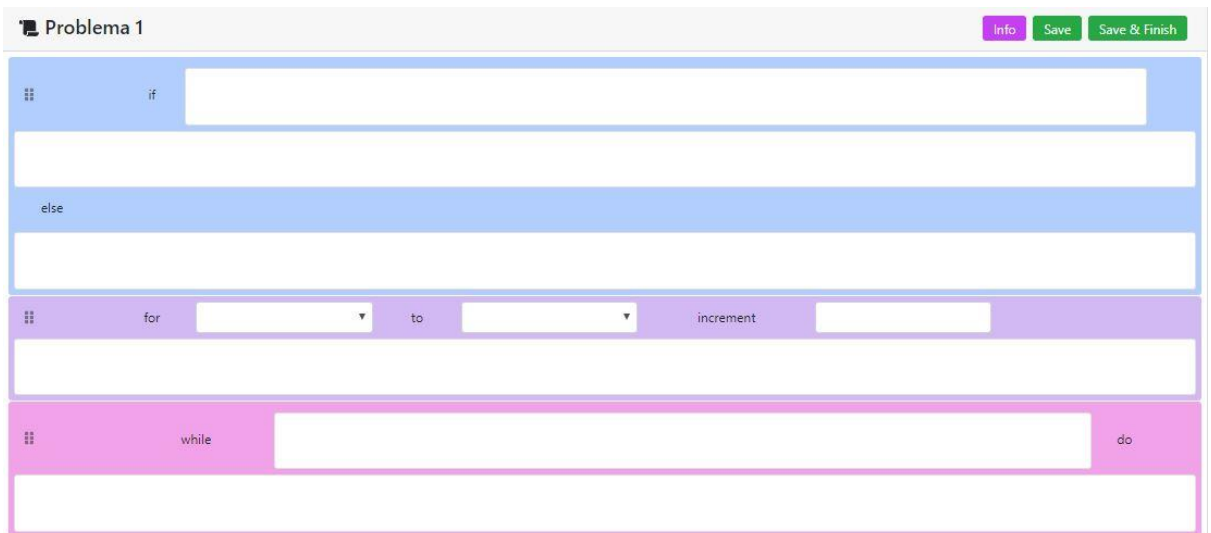 Problema 1 Info Save Save & Finish
if
else
for to increment
while do